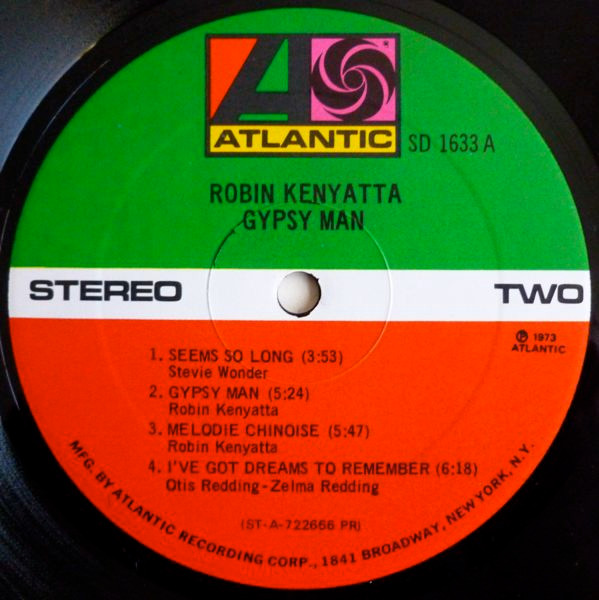 ATLANTIC
SD 1633 A
ROBIN KENYATTA
GYPSY MAN
STEREO
TWO
℗ 1973
ATLANTIC
1. SEEMS SO LONG (3:53)
Stevie Wonder
2. GYPSY MAN (5:24)
Robin Kenyatta
3. MELODIE CHINOISE (5:47)
Robin Kenyatta
4. I'VE GOT DREAMS TO REMEMBER (6:18)
Otis Redding-Zelma Redding
(ST-A-722666 PR)
MFG. BY ATLANTIC RECORDING CORP., 1841 BROADWAY, NEW YORK, N.Y.